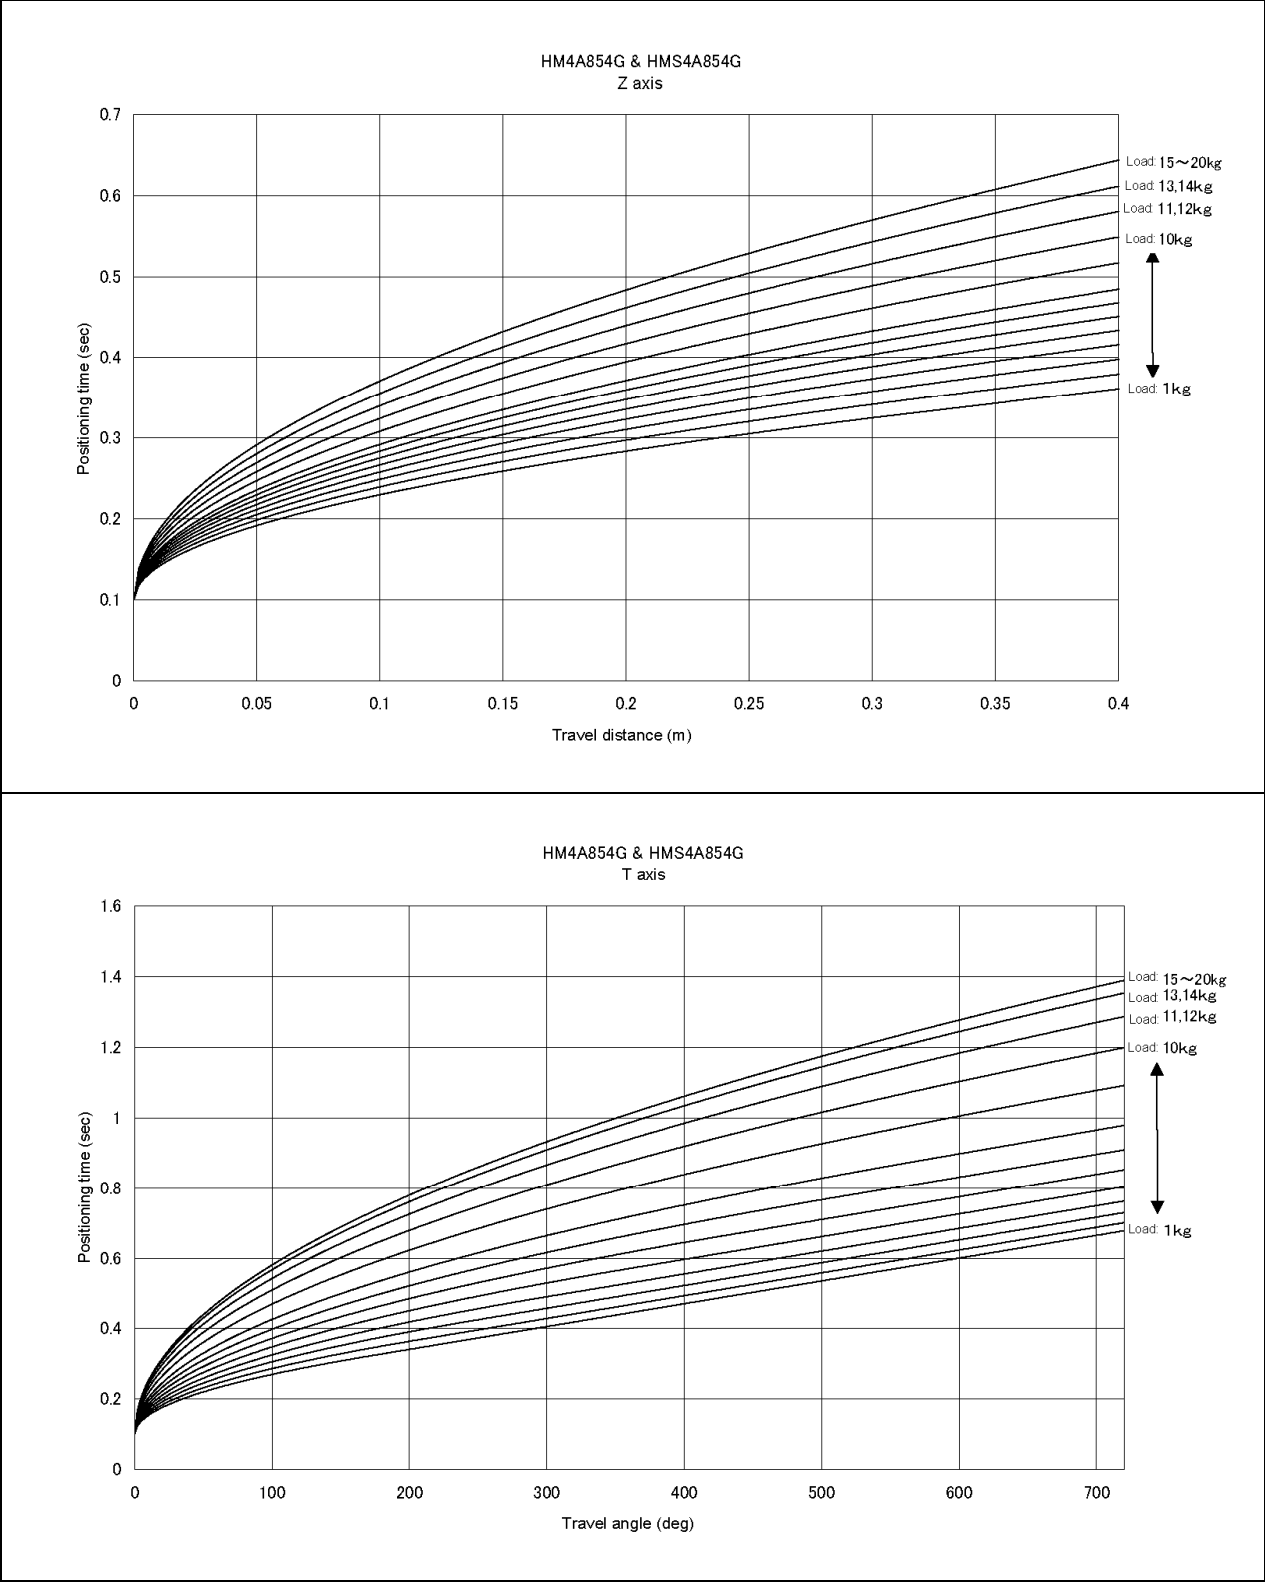 HM4A854G & HMS4A854G
Z axis
0.7
0.6
0.5
0.4
0.3
0.2
0.1
0
Positioning time (sec)
Load: 15～20kg
Load: 13,14kg
Load: 11,12kg
Load: 10kg
Load: 1kg
0 0.05 0.1 0.15 0.2 0.25 0.3 0.35 0.4
Travel distance (m)
HM4A854G & HMS4A854G
T axis
1.6
1.4
1.2
1
0.8
0.6
0.4
0.2
0
Positioning time (sec)
Load: 15～20kg
Load: 13,14kg
Load: 11,12kg
Load: 10kg
Load: 1kg
0 100 200 300 400 500 600 700
Travel angle (deg)